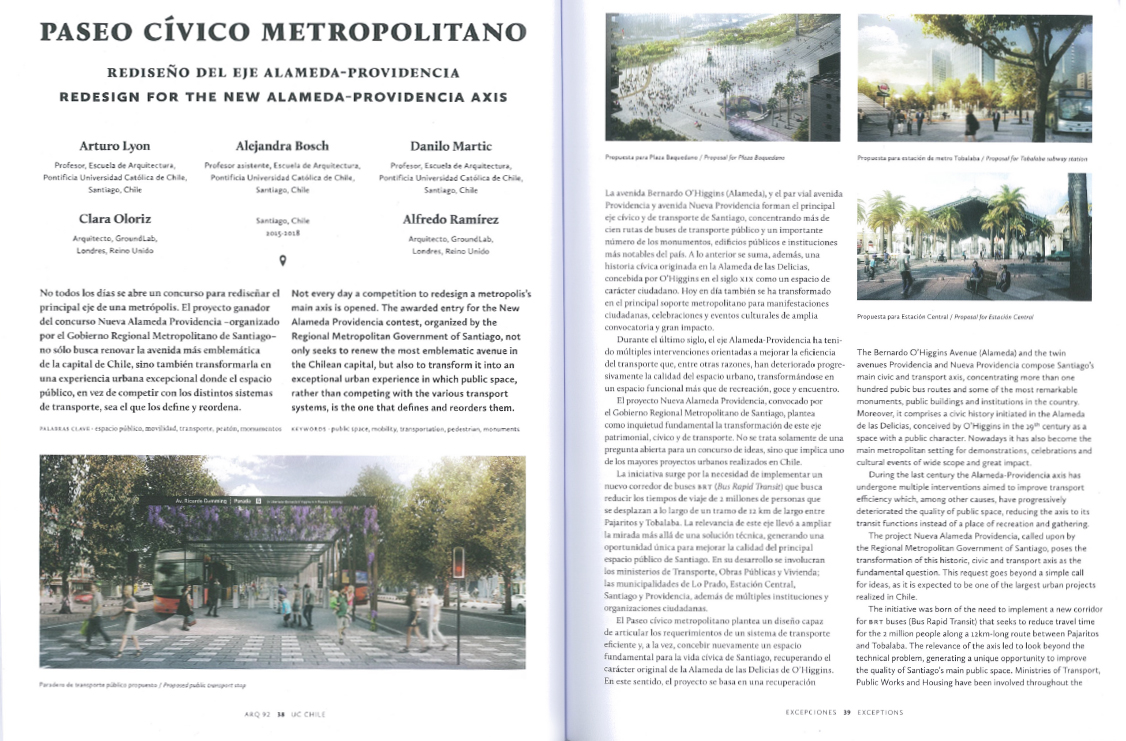 PASEO CÍVICO METROPOLITANO
REDISEÑO DEL EJE ALAMEDA–PROVIDENCIA
REDESIGN FOR THE NEW ALAMEDA–PROVIDENCIA AXIS
Arturo Lyon
Profesor, Escuela de Arquitectura,
Pontificia Universidad Católica de Chile,
Santiago, Chile
Alejandra Bosch
Profesor asistente, Escuela de Arquitectura,
Pontificia Universidad Católica de Chile,
Santiago, Chile
Danilo Martic
Profesor, Escuela de Arquitectura,
Pontificia Universidad Católica de Chile,
Santiago, Chile
Clara Oloriz
Arquitecto, GroundLab,
Londres, Reino Unido
Santiago, Chile
2015-2018
Alfredo Ramírez
Arquitecto, GroundLab,
Londres, Reino Unido
No todos los días se abre un concurso para rediseñar el
principal eje de una metrópolis. El proyecto ganador
del concurso Nueva Alameda Providencia –organizado
por el Gobierno Regional Metropolitano de Santiago–
no sólo busca renovar la avenida más emblemática
de la capital de Chile, sino también transformarla en
una experiencia urbana excepcional donde el espacio
público, en vez de competir con los distintos sistemas
de transporte, sea el que los define y reordena.
PALABRAS CLAVE · espacio público, movilidad, transporte, peatón, monumentos
Not every day a competition to redesign a metropolis's
main axis is opened. The awarded entry for the New
Alameda Providencia contest, organized by the
Regional Metropolitan Government of Santiago, not
only seeks to renew the most emblematic avenue in
the Chilean capital, but also to transform it into an
exceptional urban experience in which public space,
rather than competing with the various transport
systems, is the one that defines and reorders them.
KEYWORDS · public space, mobility, transportation, pedestrian, monuments
Av. Ricardo Cumming | Parada
Paradero de transporte público propuesto / Proposed public transport stop
ARQ 92 38 UC CHILE
Propuesta para Plaza Baquedano / Proposal for Plaza Baquedano
Propuesta para estación de metro Tobalaba / Proposal for Tobalaba subway station
La avenida Bernardo O'Higgins (Alameda), y el par vial avenida
Providencia y avenida Nueva Providencia forman el principal
eje cívico y de transporte de Santiago, concentrando más de
cien rutas de buses de transporte público y un importante
número de los monumentos, edificios públicos e instituciones
más notables del país. A lo anterior se suma, además, una
historia cívica originada en la Alameda de las Delicias,
concebida por O'Higgins en el siglo XIX como un espacio de
carácter ciudadano. Hoy en día también se ha transformado
en el principal soporte metropolitano para manifestaciones
ciudadanas, celebraciones y eventos culturales de amplia
convocatoria y gran impacto.
Durante el último siglo, el eje Alameda-Providencia ha teni-
do múltiples intervenciones orientadas a mejorar la eficiencia
del transporte que, entre otras razones, han deteriorado progre-
sivamente la calidad del espacio urbano, transformándose en
un espacio funcional más que de recreación, goce y encuentro.
El proyecto Nueva Alameda Providencia, convocado por
el Gobierno Regional Metropolitano de Santiago, plantea
como inquietud fundamental la transformación de este eje
patrimonial, cívico y de transporte. No se trata solamente de una
pregunta abierta para un concurso de ideas, sino que implica uno
de los mayores proyectos urbanos realizados en Chile.
La iniciativa surge por la necesidad de implementar un
nuevo corredor de buses BRT (Bus Rapid Transit) que busca
reducir los tiempos de viaje de 2 millones de personas que
se desplazan a lo largo de un tramo de 12 km de largo entre
Pajaritos y Tobalaba. La relevancia de este eje llevó a ampliar
la mirada más allá de una solución técnica, generando una
oportunidad única para mejorar la calidad del principal
espacio público de Santiago. En su desarrollo se involucran
los ministerios de Transporte, Obras Públicas y Vivienda;
las municipalidades de Lo Prado, Estación Central,
Santiago y Providencia, además de múltiples instituciones y
organizaciones ciudadanas.
El Paseo cívico metropolitano plantea un diseño capaz
de articular los requerimientos de un sistema de transporte
eficiente y, a la vez, concebir nuevamente un espacio
fundamental para la vida cívica de Santiago, recuperando el
carácter original de la Alameda de las Delicias de O'Higgins.
En este sentido, el proyecto se basa en una recuperación
Propuesta para Estación Central / Proposal for Estación Central
The Bernardo O'Higgins Avenue (Alameda) and the twin
avenues Providencia and Nueva Providencia compose Santiago's
main civic and transport axis, concentrating more than one
hundred pubic bus routes and some of the most remarkable
monuments, public buildings and institutions in the country.
Moreover, it comprises a civic history initiated in the Alameda
de las Delicias, conceived by O'Higgins in the 19th century as a
space with a public character. Nowadays it has also become the
main metropolitan setting for demonstrations, celebrations and
cultural events of wide scope and great impact.
During the last century the Alameda-Providencia axis has
undergone multiple interventions aimed to improve transport
efficiency which, among other causes, have progressively
deteriorated the quality of public space, reducing the axis to its
transit functions instead of a place of recreation and gathering.
The project Nueva Alameda Providencia, called upon by
the Regional Metropolitan Government of Santiago, poses the
transformation of this historic, civic and transport axis as the
fundamental question. This request goes beyond a simple call
for ideas, as it is expected to be one of the largest urban projects
realized in Chile.
The initiative was born of the need to implement a new corridor
for BRT buses (Bus Rapid Transit) that seeks to reduce travel time
for the 2 million people along a 12km-long route between Pajaritos
and Tobalaba. The relevance of the axis led to look beyond the
technical problem, generating a unique opportunity to improve
the quality of Santiago's main public space. Ministries of Transport,
Public Works and Housing have been involved throughout the
EXCEPCIONES 39 EXCEPTIONS